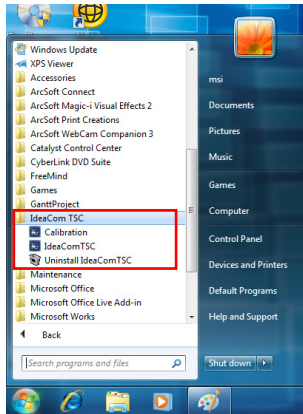 Windows Update
XPS Viewer
Accessories
ArcSoft Connect
ArcSoft Magic-i Visual Effects 2
ArcSoft Print Creations
ArcSoft WebCam Companion 3
Catalyst Control Center
CyberLink DVD Suite
FreeMind
Games
GanttProject
IdeaCom TSC
Calibration
IdeaComTSC
Uninstall IdeaComTSC
Maintenance
Microsoft Office
Microsoft Office Live Add-in
Microsoft Works
Back
Search programs and files
msi
Documents
Pictures
Music
Games
Computer
Control Panel
Devices and Printers
Default Programs
Help and Support
Shut down